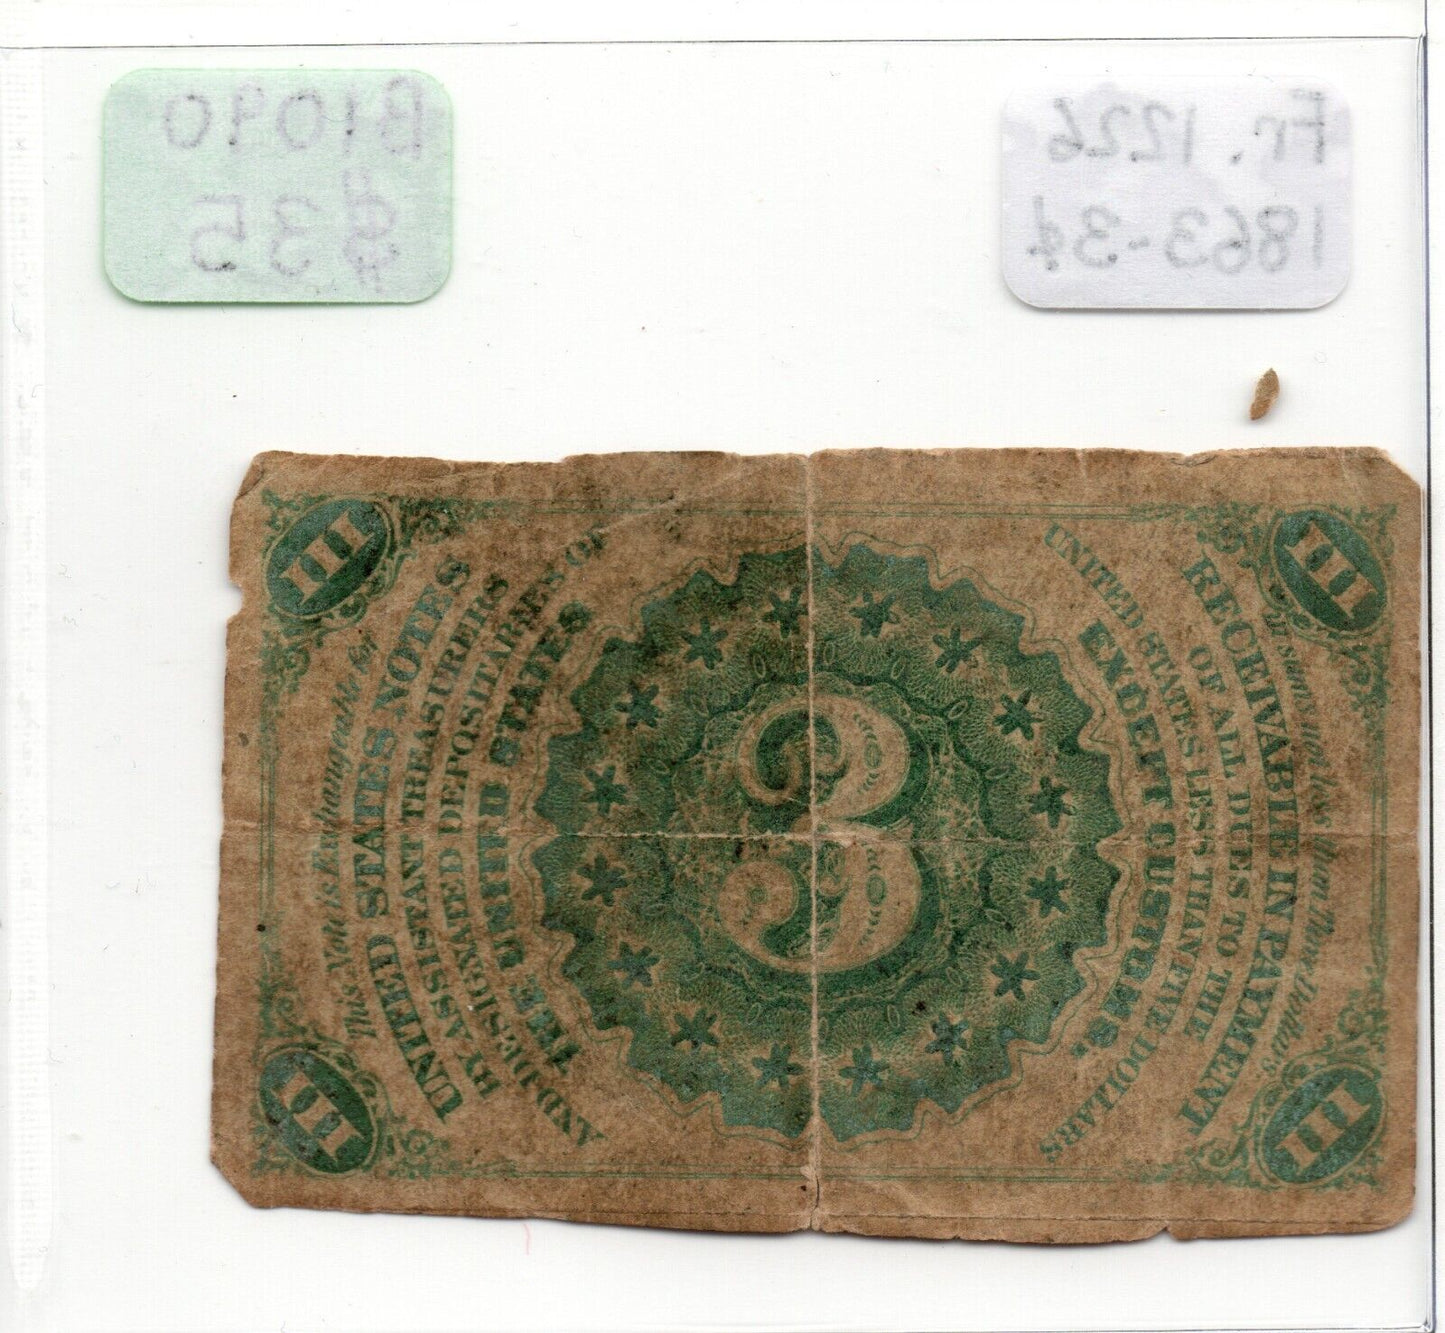 B1090
$35
Fr. 1226
1863-3¢
III
III
This Note is Exchangeable for
UNITED STATES NOTES
BY ASSISTANT TREASURERS
AND DESIGNATED DEPOSITARIES OF
THE UNITED STATES
3
RECEIVABLE IN PAYMENT
OF ALL DUES TO THE
UNITED STATES LESS THAN FIVE DOLLARS
EXCEPT CUSTOMS.
In sums not less than Three Dollars
III
III